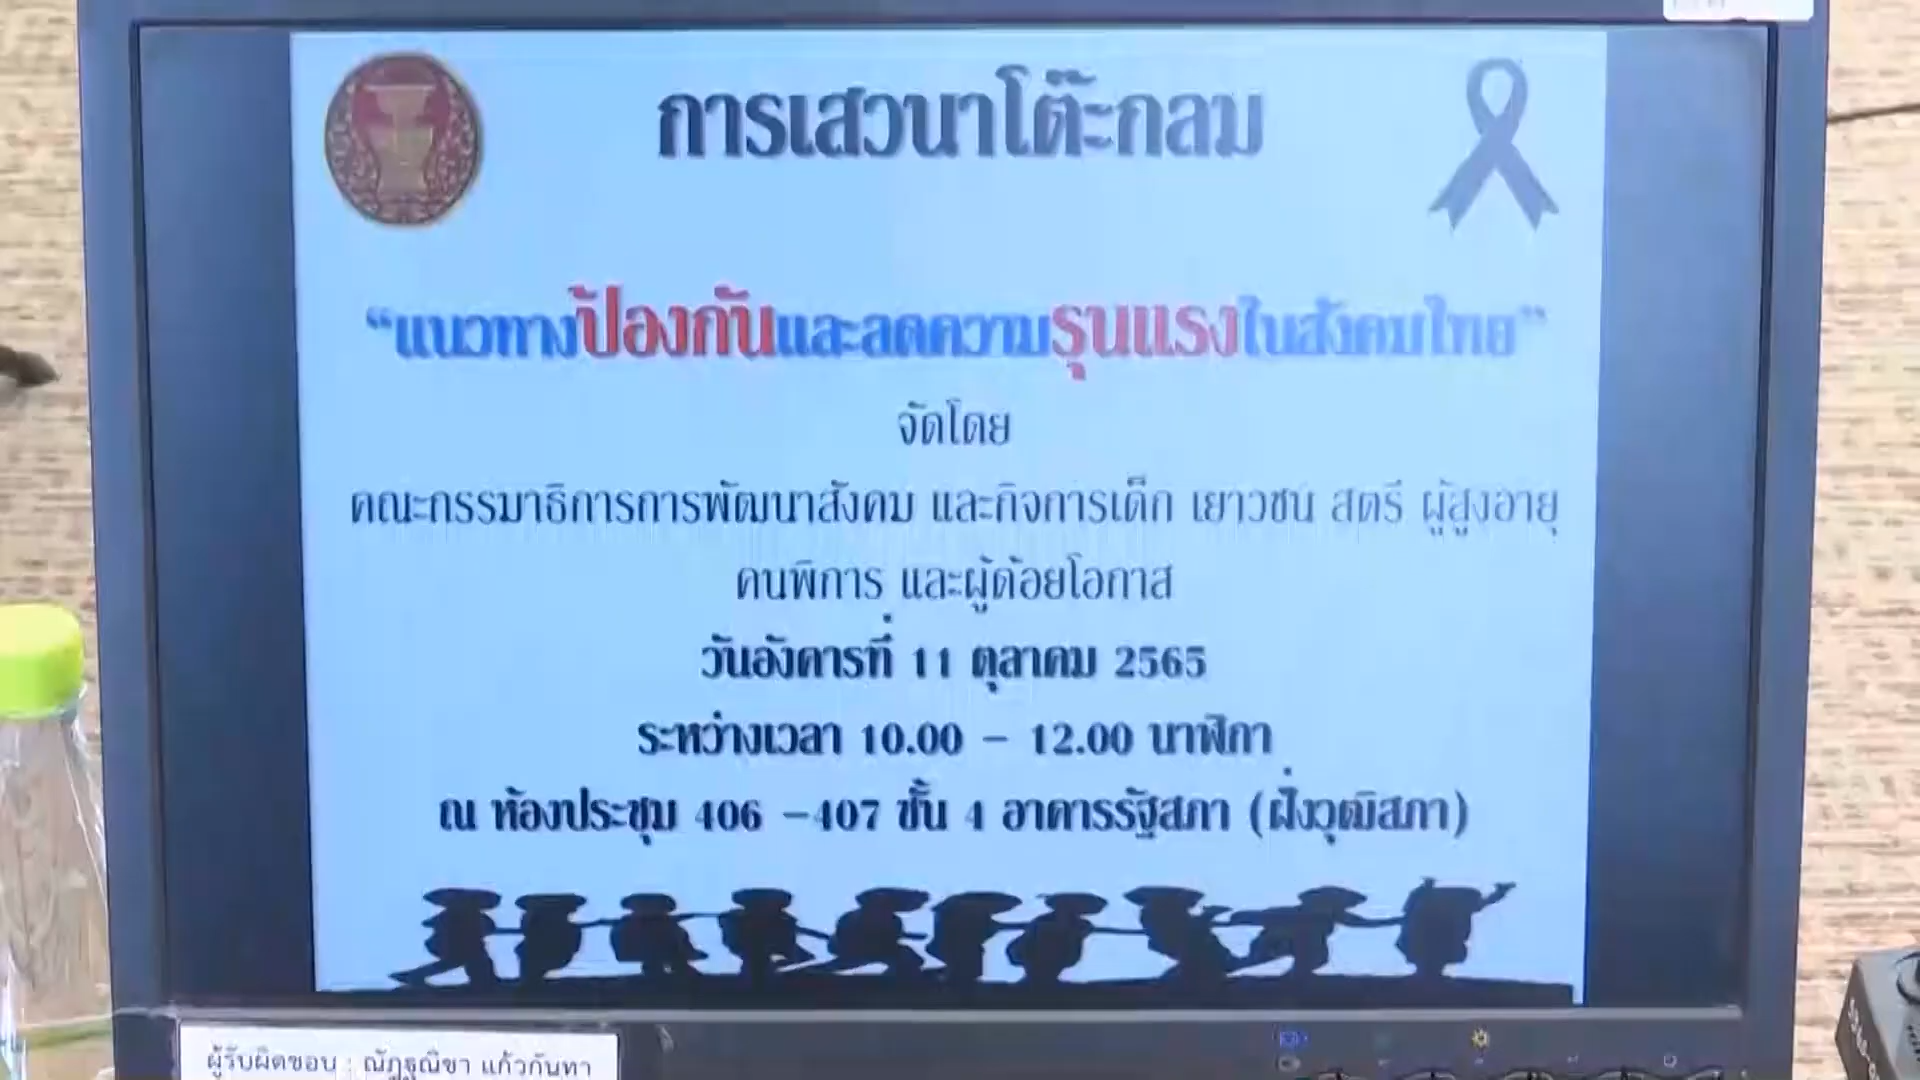 การเสวนาโต๊ะกลม
“แนวทางป้องกันและลดความรุนแรงในสังคมไทย”
จัดโดย
คณะกรรมาธิการการพัฒนาสังคม และกิจการเด็ก เยาวชน สตรี ผู้สูงอายุ
คนพิการ และผู้ด้อยโอกาส
วันอังคารที่ 11 ตุลาคม 2565
ระหว่างเวลา 10.00 – 12.00 นาฬิกา
ณ ห้องประชุม 406 –407 ชั้น 4 อาคารรัฐสภา (ฝั่งวุฒิสภา)
ผู้รับผิดชอบ : ณัฏฐณิชา แก้วกันทา